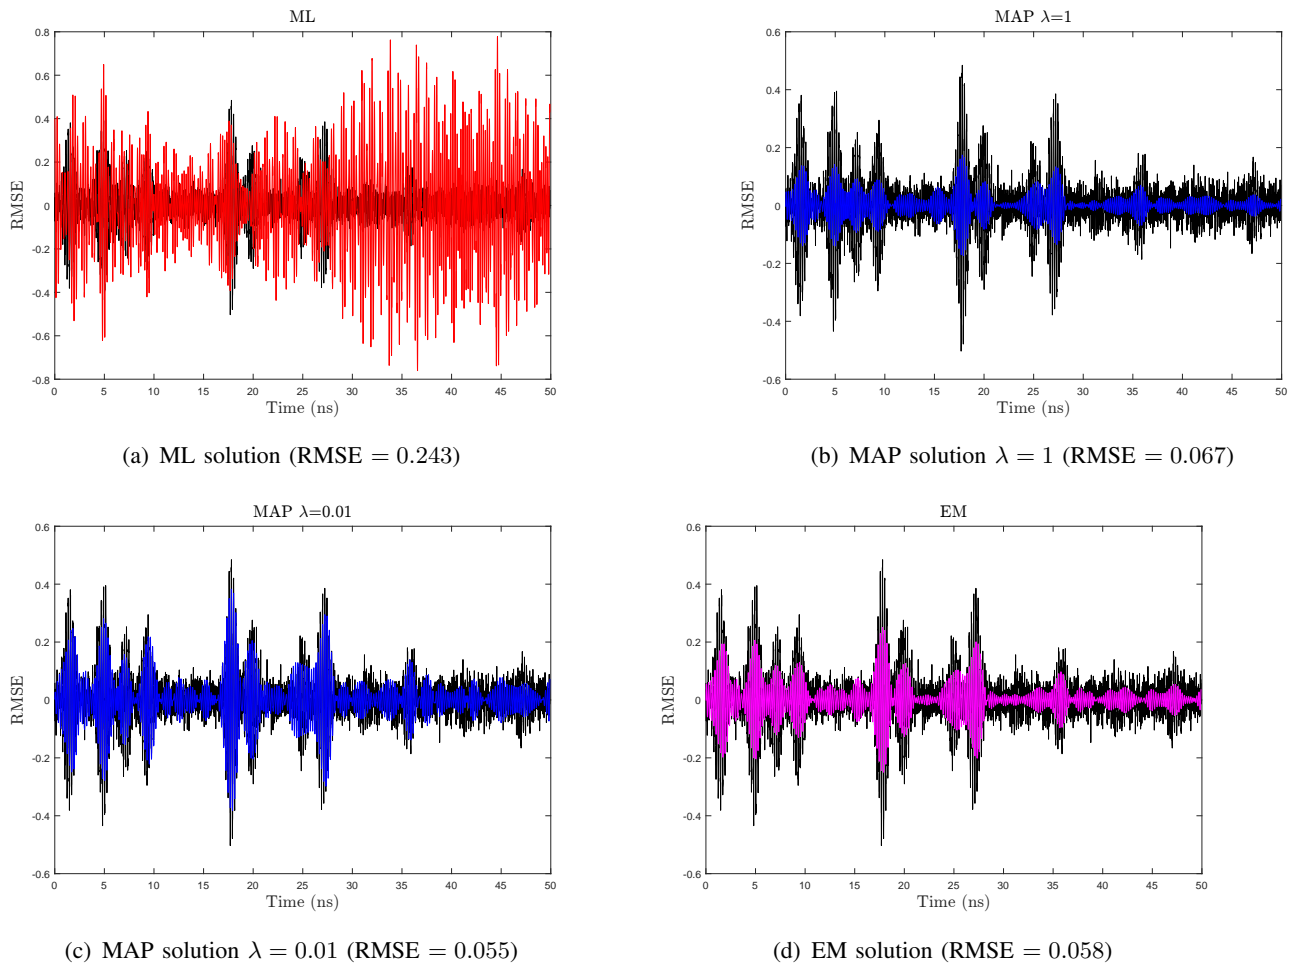 ML
0.8
0.6
0.4
0.2
0
-0.2
-0.4
-0.6
-0.8
RMSE
0 5 10 15 20 25 30 35 40 45 50
Time (ns)
(a) ML solution (RMSE = 0.243)
MAP λ=1
0.6
0.4
0.2
0
-0.2
-0.4
-0.6
RMSE
0 5 10 15 20 25 30 35 40 45 50
Time (ns)
(b) MAP solution λ = 1 (RMSE = 0.067)
MAP λ=0.01
0.6
0.4
0.2
0
-0.2
-0.4
-0.6
RMSE
0 5 10 15 20 25 30 35 40 45 50
Time (ns)
(c) MAP solution λ = 0.01 (RMSE = 0.055)
EM
0.6
0.4
0.2
0
-0.2
-0.4
-0.6
RMSE
0 5 10 15 20 25 30 35 40 45 50
Time (ns)
(d) EM solution (RMSE = 0.058)